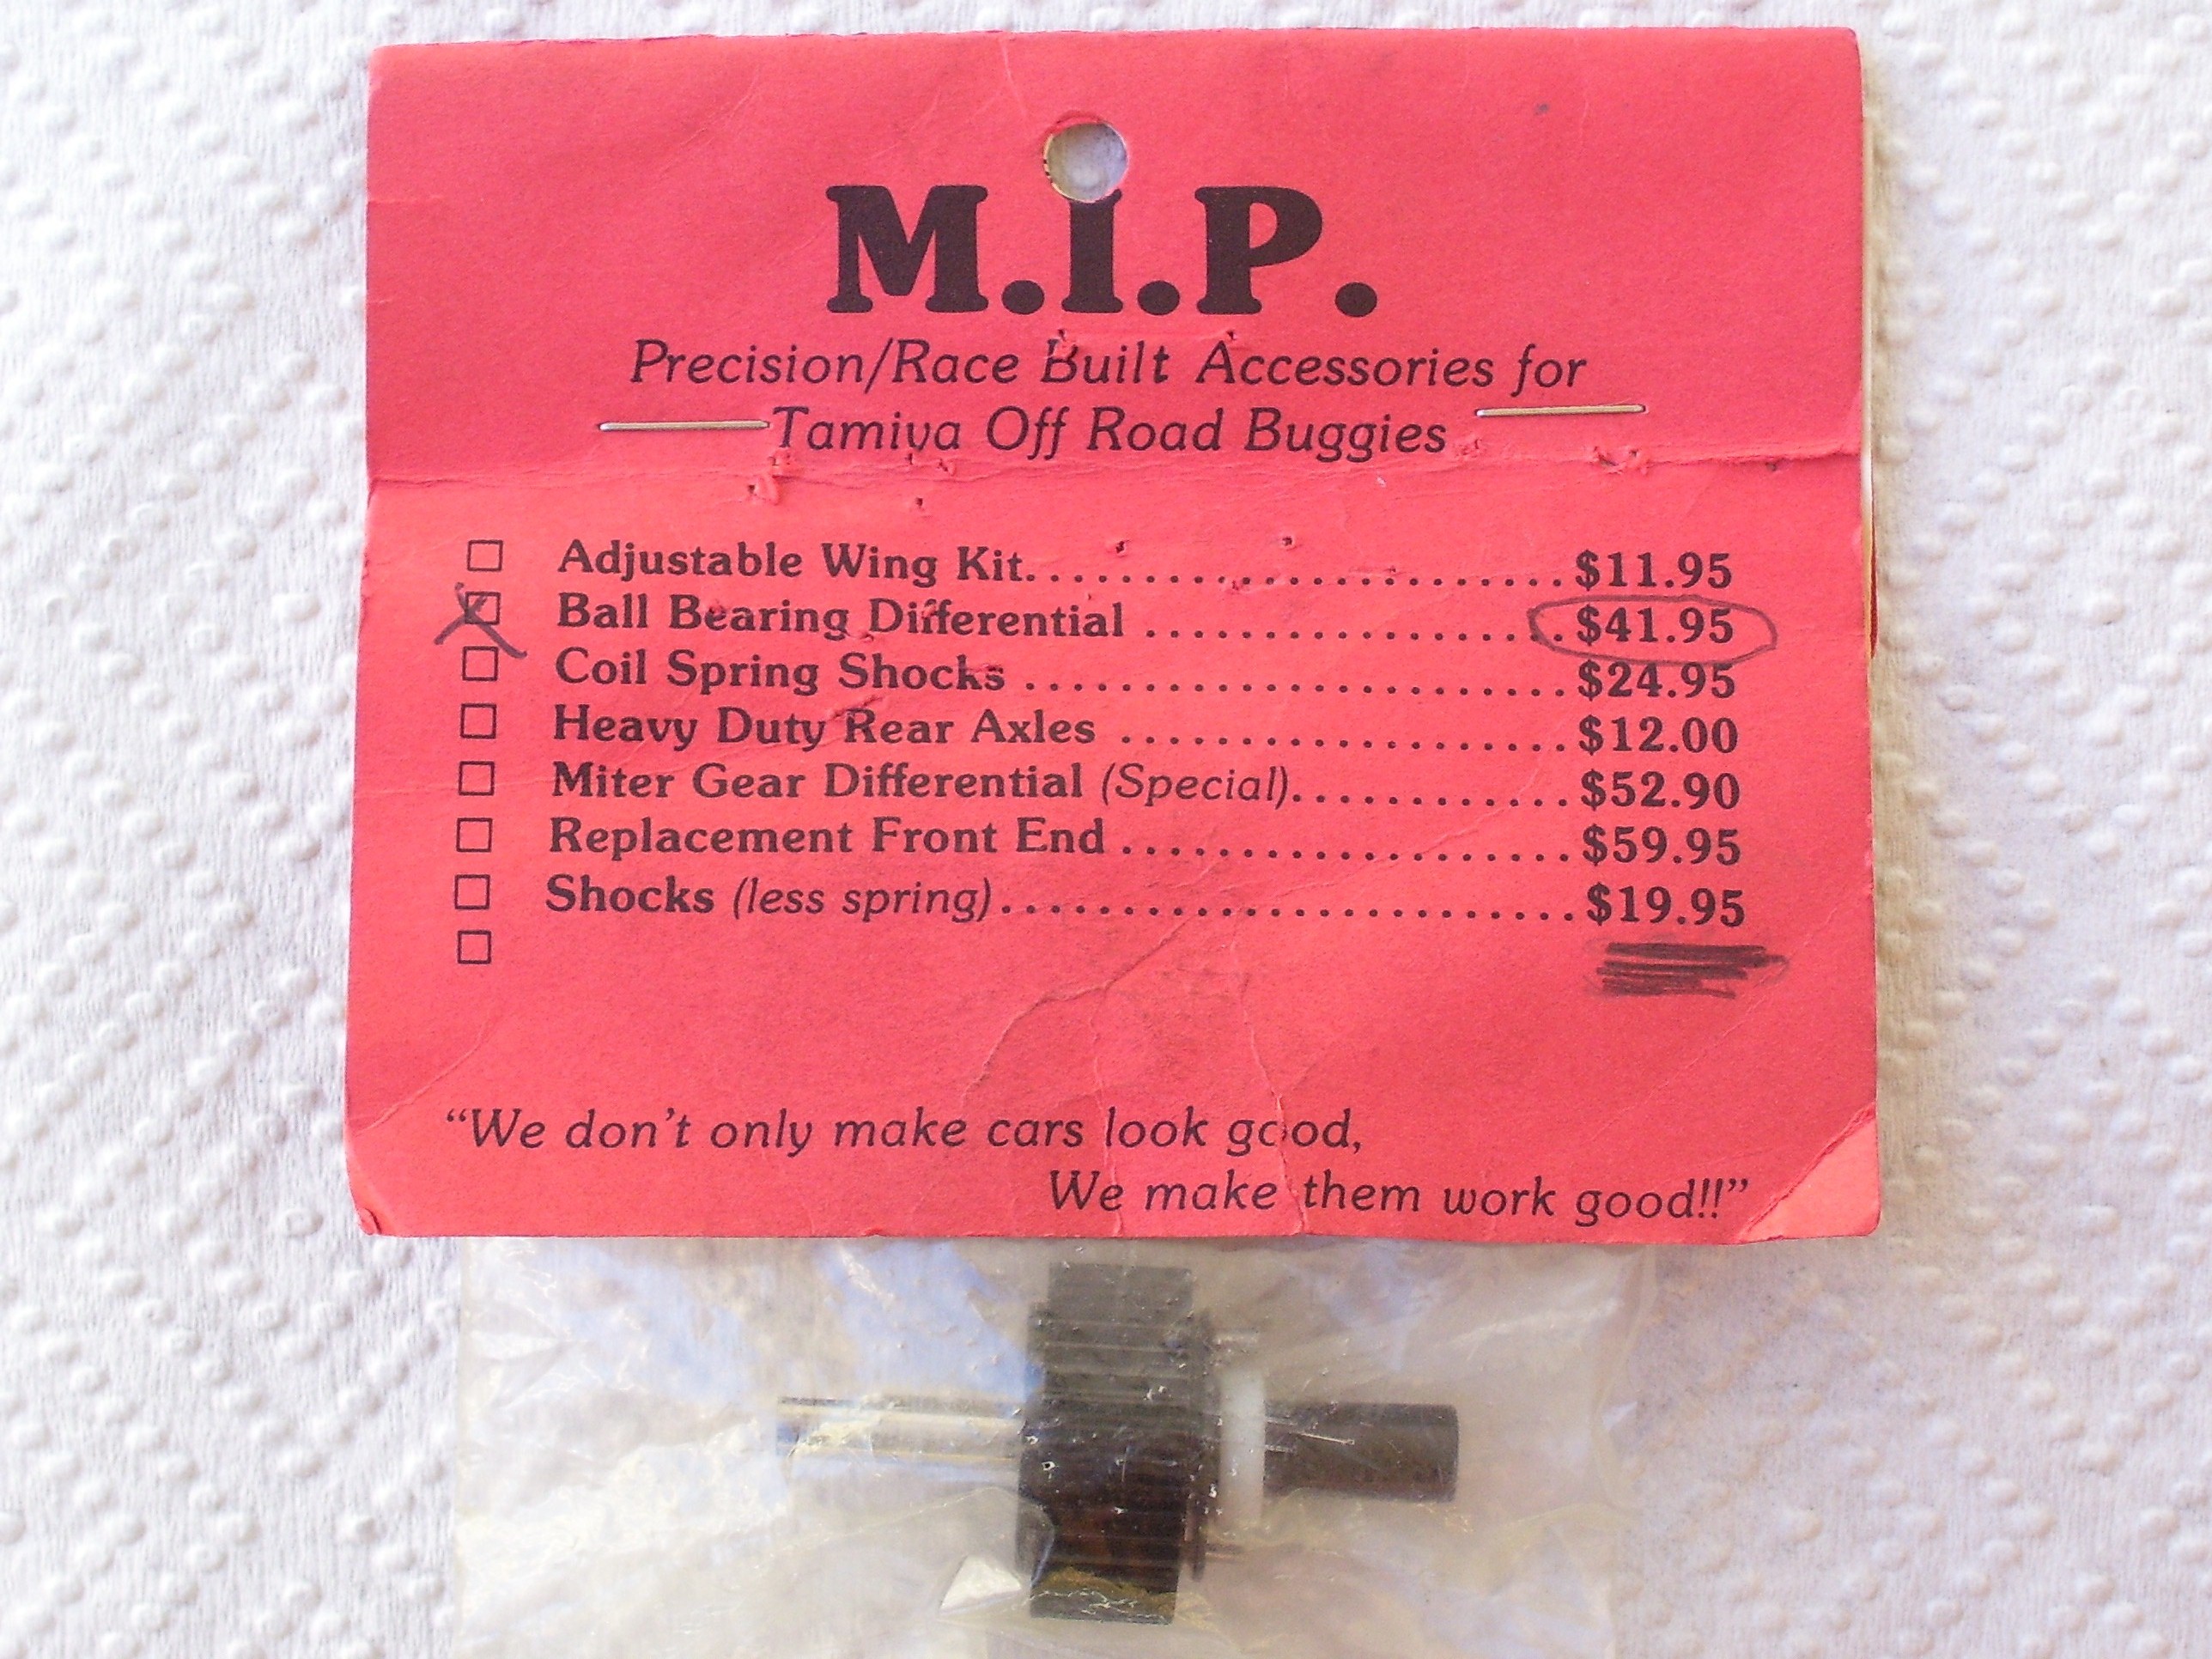 M.I.P.
Precision/Race Built Accessories for
Tamiya Off Road Buggies
Adjustable Wing Kit.......................... $11.95
Ball Bearing Differential .................... $41.95
Coil Spring Shocks ......................... $24.95
Heavy Duty Rear Axles ..................... $12.00
Miter Gear Differential (Special)............. $52.90
Replacement Front End ..................... $59.95
Shocks (less spring)........................... $19.95
“We don't only make cars look good,
We make them work good!!”